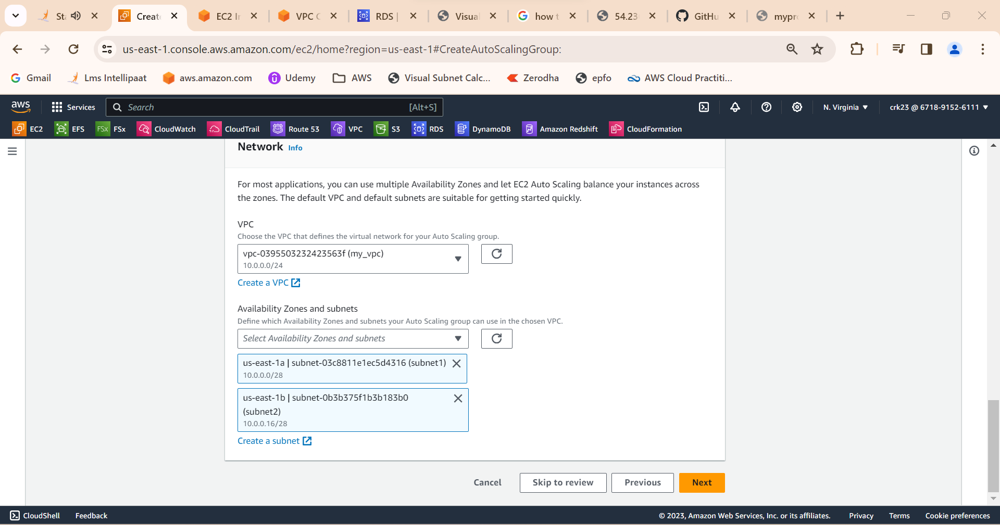 Sta
Create
EC2 In
VPC C
RDS |
Visual
how t
54.23
GitHu
mypr
us-east-1.console.aws.amazon.com/ec2/home?region=us-east-1#CreateAutoScalingGroup:
Gmail
Lms Intellipaat
aws.amazon.com
Udemy
AWS
Visual Subnet Calc...
Zerodha
epfo
AWS Cloud Practiti...
aws
Services
Search
[Alt+S]
N. Virginia
crk23 @ 6718-9152-6111
EC2
EFS
FSx
FSx
CloudWatch
CloudTrail
Route 53
VPC
S3
RDS
DynamoDB
Amazon Redshift
CloudFormation
Network Info
For most applications, you can use multiple Availability Zones and let EC2 Auto Scaling balance your instances across
the zones. The default VPC and default subnets are suitable for getting started quickly.
VPC
Choose the VPC that defines the virtual network for your Auto Scaling group.
vpc-0395503232423563f (my_vpc)
10.0.0.0/24
Create a VPC
Availability Zones and subnets
Define which Availability Zones and subnets your Auto Scaling group can use in the chosen VPC.
Select Availability Zones and subnets
us-east-1a | subnet-03c8811e1ec5d4316 (subnet1)
10.0.0.0/28
us-east-1b | subnet-0b3b375f1b3b183b0
(subnet2)
10.0.0.16/28
Create a subnet
Cancel
Skip to review
Previous
Next
CloudShell
Feedback
© 2023, Amazon Web Services, Inc. or its affiliates.
Privacy
Terms
Cookie preferences